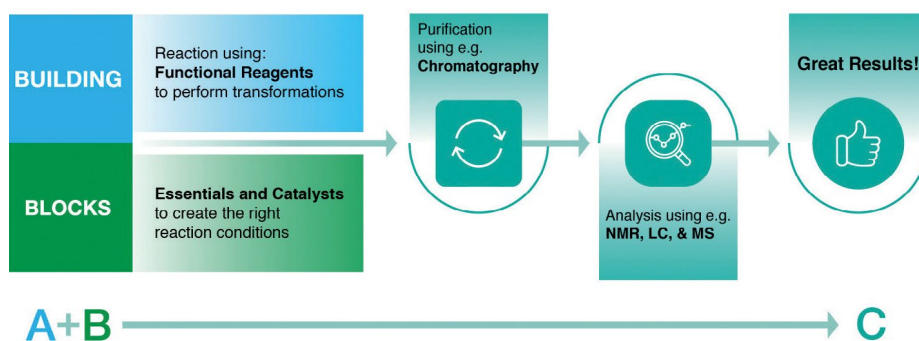 BUILDING
BLOCKS
Reaction using:
Functional Reagents
to perform transformations
Essentials and Catalysts
to create the right
reaction conditions
Purification
using e.g.
Chromatography
Analysis using e.g.
NMR, LC, & MS
Great Results!
A+B
C